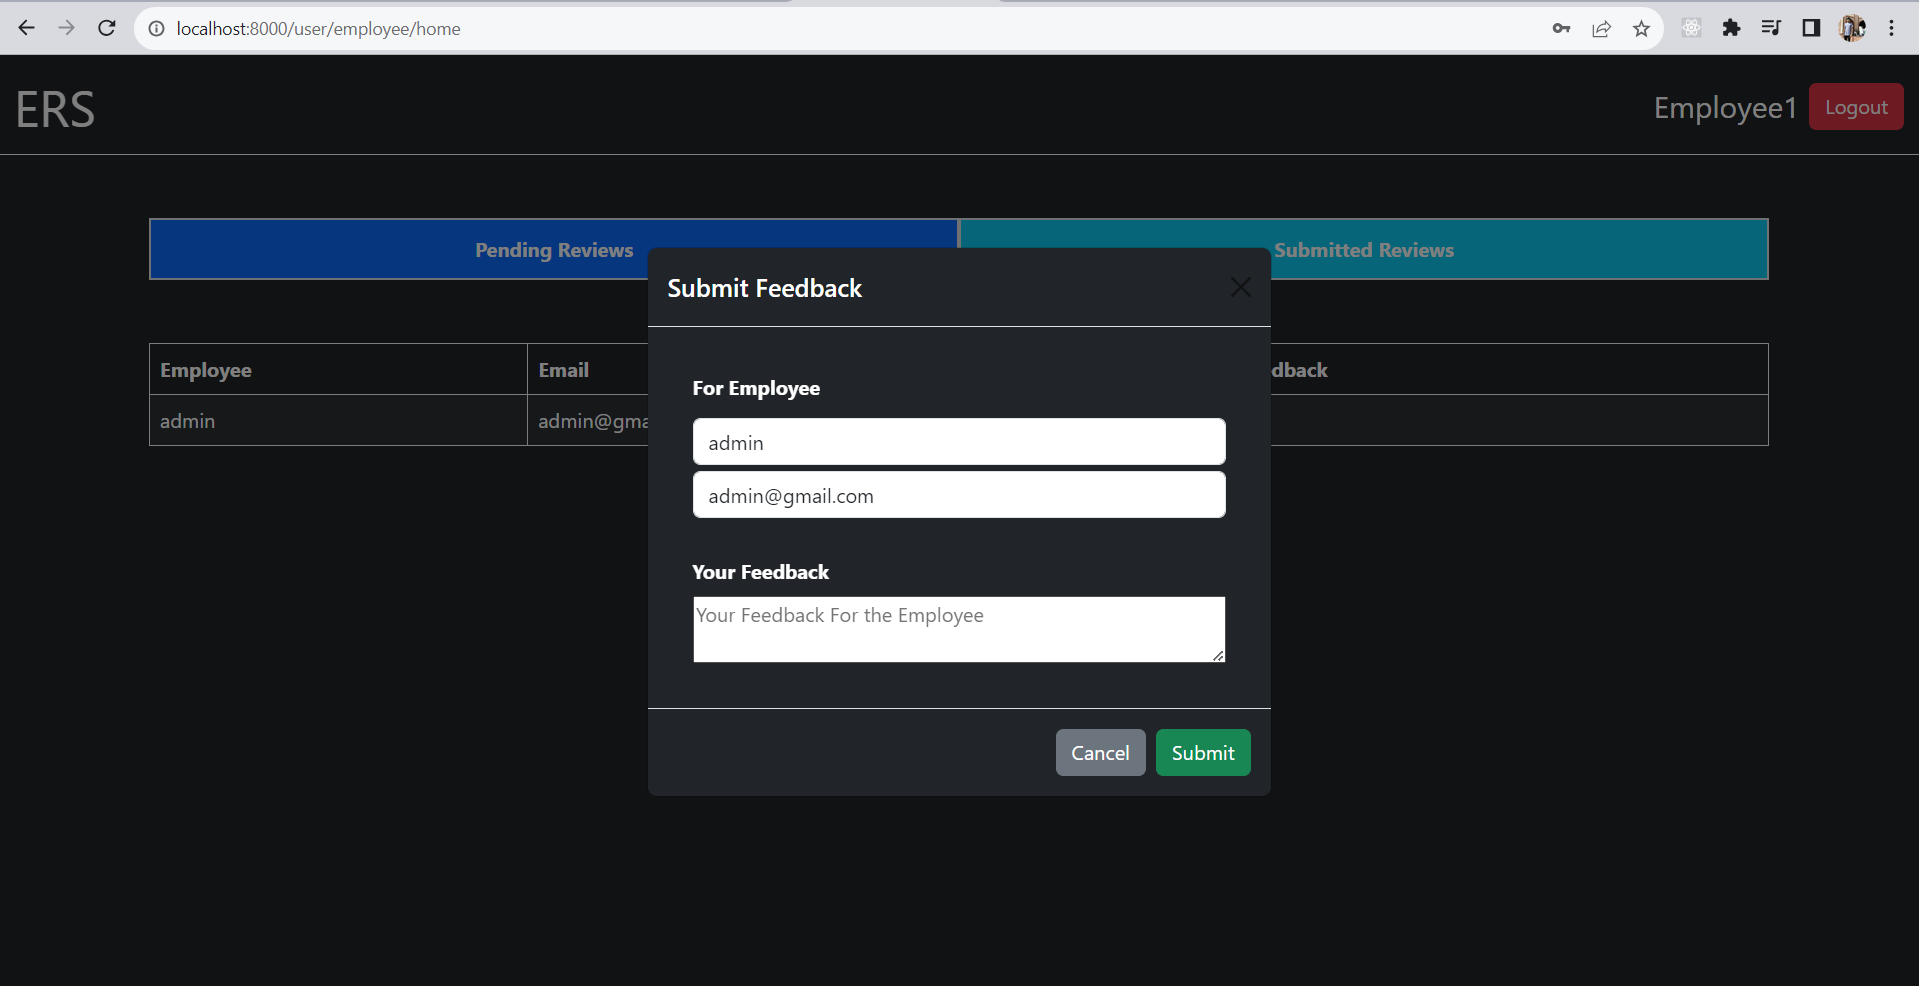 localhost:8000/user/employee/home
ERS
Employee1 Logout
Pending Reviews Submitted Reviews
Submit Feedback
Employee Email dback
admin admin@gma
For Employee
admin
admin@gmail.com
Your Feedback
Your Feedback For the Employee
Cancel Submit